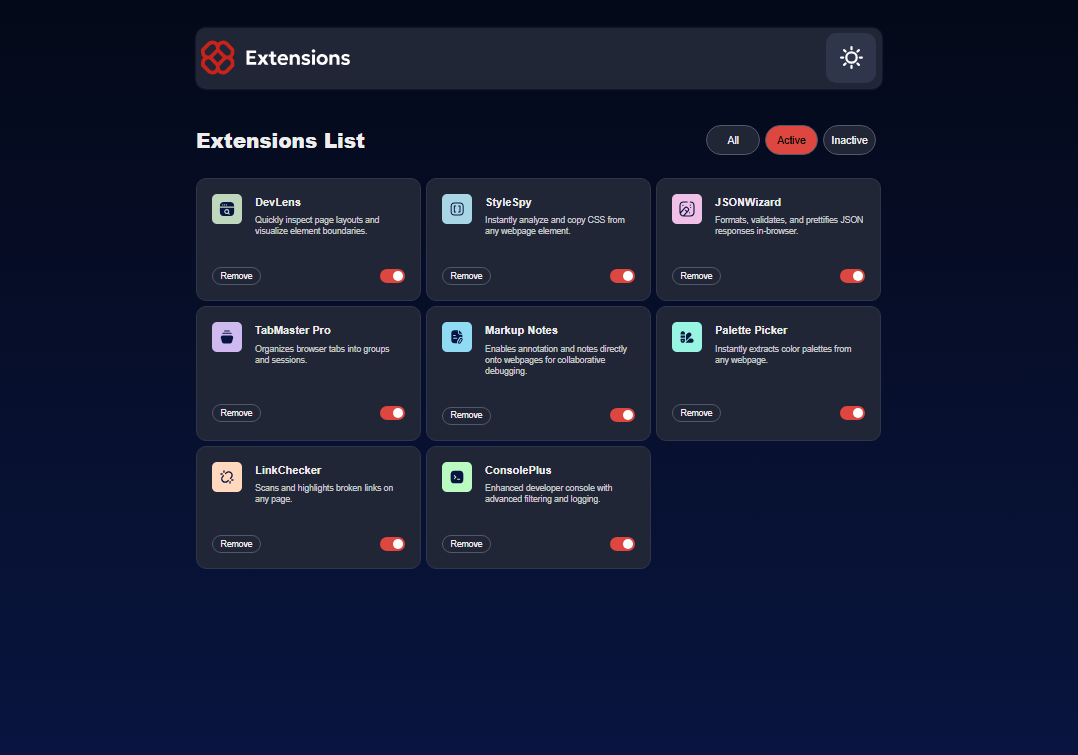 Extensions
Extensions List
All
Active
Inactive
DevLens
Quickly inspect page layouts and
visualize element boundaries.
Remove
StyleSpy
Instantly analyze and copy CSS from
any webpage element.
Remove
JSONWizard
Formats, validates, and prettifies JSON
responses in-browser.
Remove
TabMaster Pro
Organizes browser tabs into groups
and sessions.
Remove
Markup Notes
Enables annotation and notes directly
onto webpages for collaborative
debugging.
Remove
Palette Picker
Instantly extracts color palettes from
any webpage.
Remove
LinkChecker
Scans and highlights broken links on
any page.
Remove
ConsolePlus
Enhanced developer console with
advanced filtering and logging.
Remove